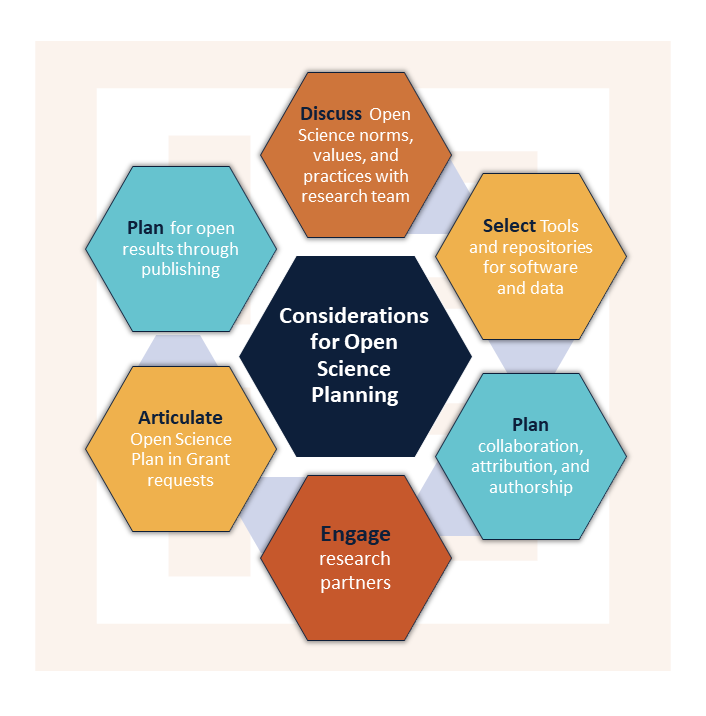 Discuss Open
Science norms,
values, and
practices with
research team
Select Tools
and repositories
for software
and data
Plan
collaboration,
attribution, and
authorship
Engage
research
partners
Articulate
Open Science
Plan in Grant
requests
Plan for open
results through
publishing
Considerations
for Open
Science
Planning